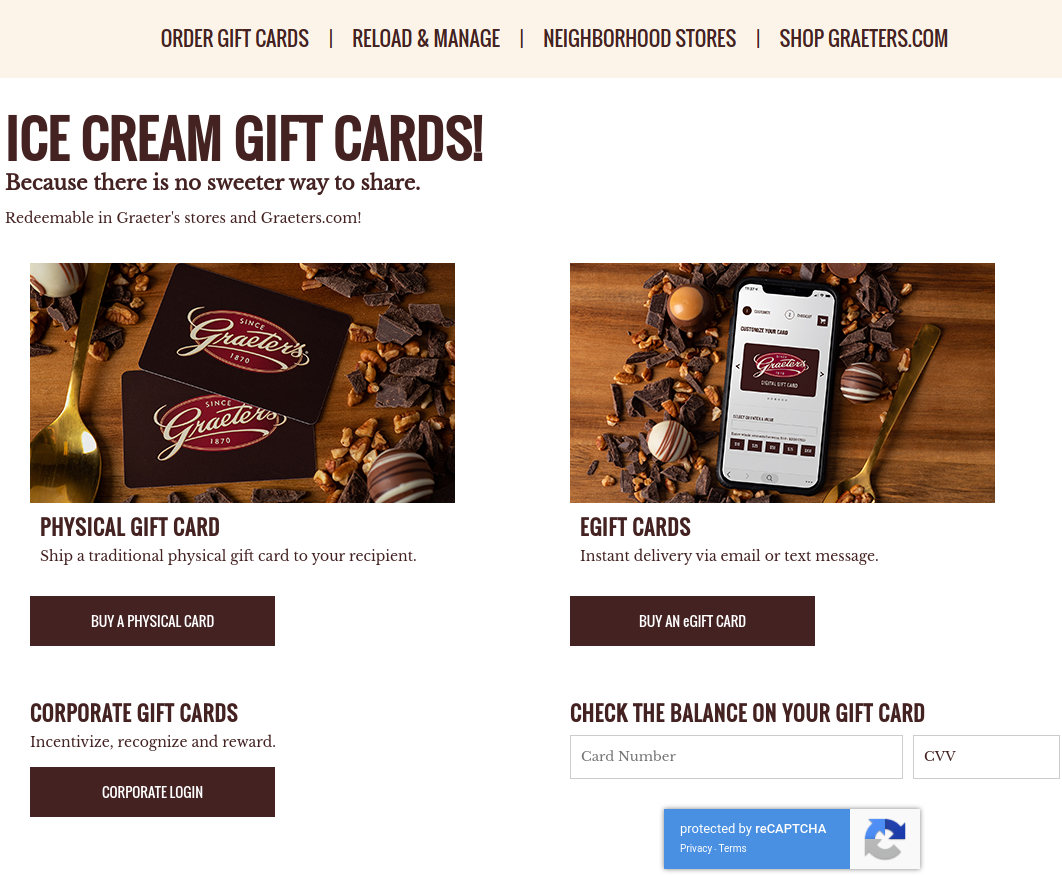 ORDER GIFT CARDS | RELOAD & MANAGE | NEIGHBORHOOD STORES | SHOP GRAETERS.COM
ICE CREAM GIFT CARDS!
Because there is no sweeter way to share.
Redeemable in Graeter's stores and Graeters.com!
SINCE
Graeter's
1870
SINCE
Graeter's
1870
CUSTOMIZE YOUR CARD
SINCE
Graeter's
1870
DIGITAL GIFT CARD
PHYSICAL GIFT CARD
Ship a traditional physical gift card to your recipient.
BUY A PHYSICAL CARD
EGIFT CARDS
Instant delivery via email or text message.
BUY AN eGIFT CARD
CORPORATE GIFT CARDS
Incentivize, recognize and reward.
CORPORATE LOGIN
CHECK THE BALANCE ON YOUR GIFT CARD
Card Number
CVV
protected by reCAPTCHA
Privacy - Terms